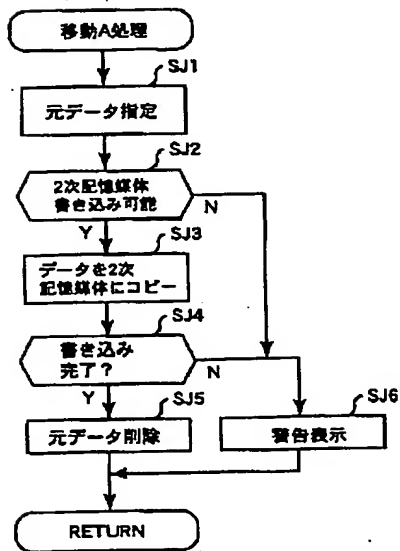 移動A処理
SJ1
元データ指定
SJ2
2次記憶媒体
書き込み可能
N
Y
SJ3
データを2次
記憶媒体にコピー
SJ4
書き込み
完了?
N
Y
SJ5
元データ削除
SJ6
警告表示
RETURN